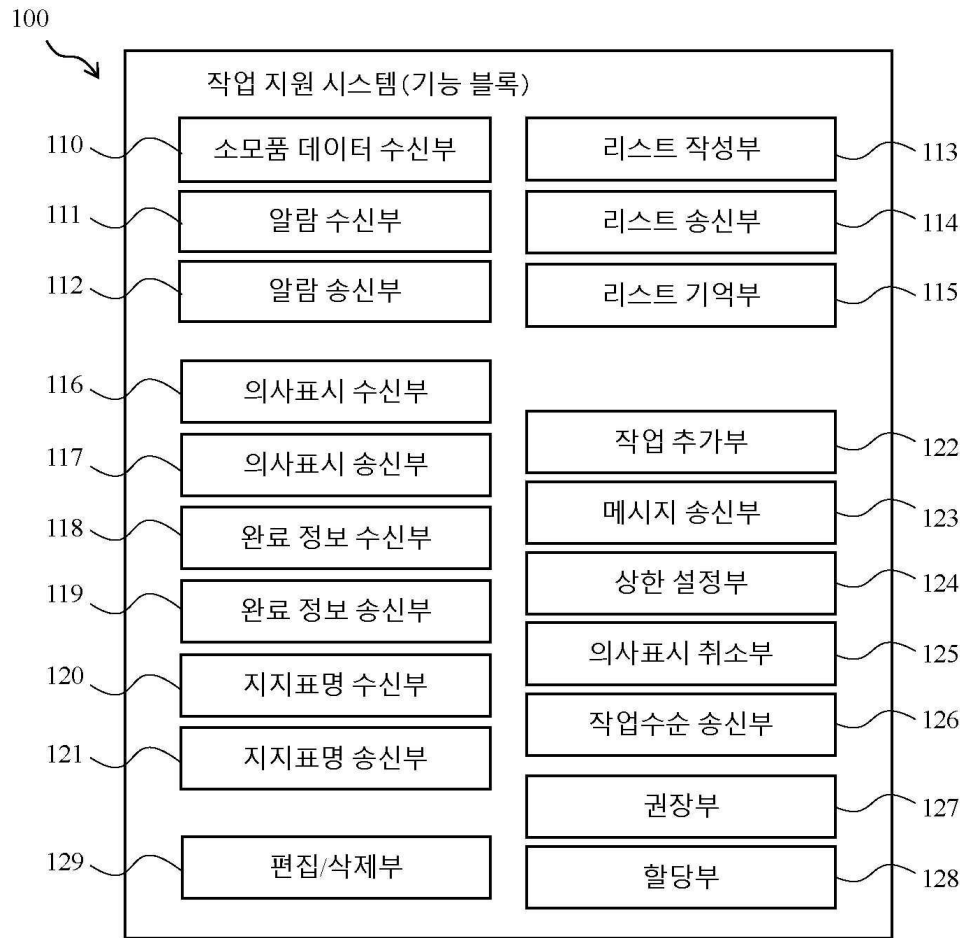 100
작업 지원 시스템(기능 블록)
110 소모품 데이터 수신부
111 알람 수신부
112 알람 송신부
리스트 작성부 113
리스트 송신부 114
리스트 기억부 115
116 의사표시 수신부
117 의사표시 송신부
118 완료 정보 수신부
119 완료 정보 송신부
120 지지표명 수신부
121 지지표명 송신부
작업 추가부 122
메시지 송신부 123
상한 설정부 124
의사표시 취소부 125
작업수순 송신부 126
권장부 127
할당부 128
129 편집/삭제부